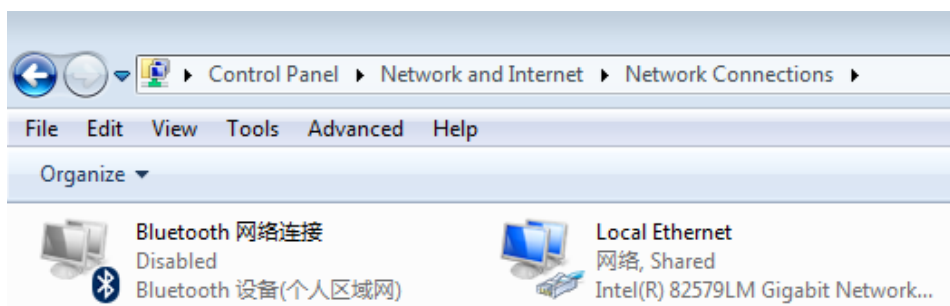 Control Panel Network and Internet Network Connections
File Edit View Tools Advanced Help
Organize
Bluetooth 网络连接
Disabled
Bluetooth 设备(个人区域网)
Local Ethernet
网络, Shared
Intel(R) 82579LM Gigabit Network...